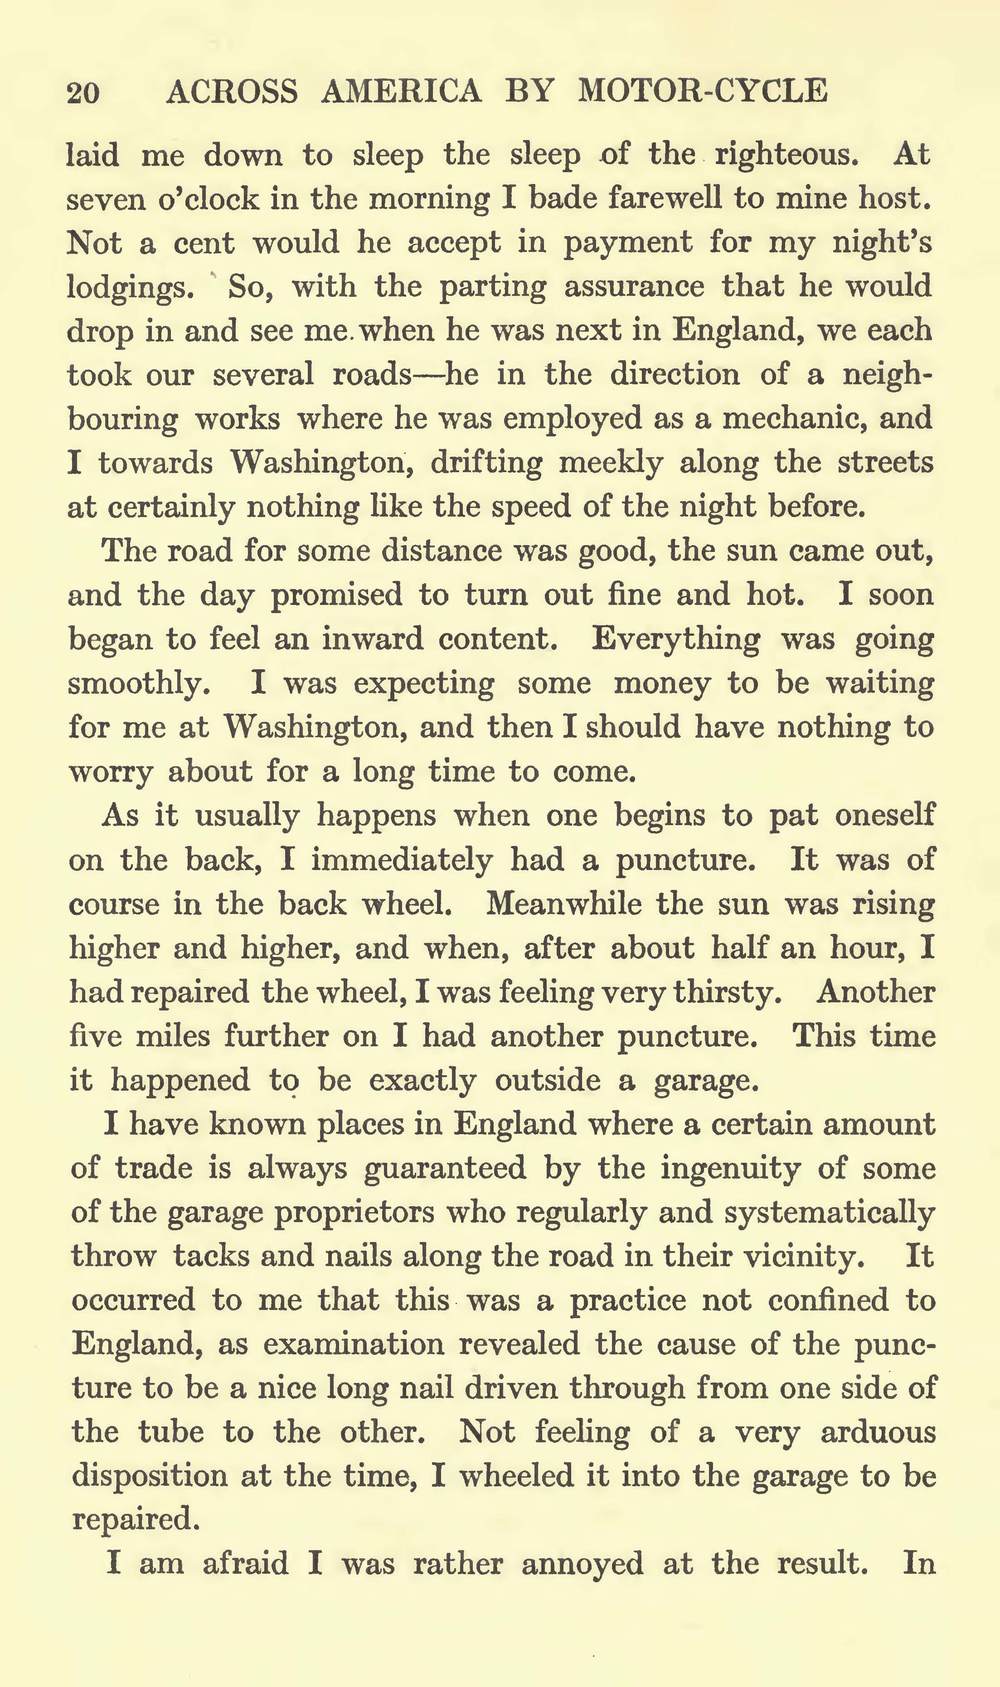 20 ACROSS AMERICA BY MOTOR-CYCLE
laid me down to sleep the sleep of the righteous. At
seven o'clock in the morning I bade farewell to mine host.
Not a cent would he accept in payment for my night's
lodgings. So, with the parting assurance that he would
drop in and see me when he was next in England, we each
took our several roads—he in the direction of a neigh-
bouring works where he was employed as a mechanic, and
I towards Washington, drifting meekly along the streets
at certainly nothing like the speed of the night before.
The road for some distance was good, the sun came out,
and the day promised to turn out fine and hot. I soon
began to feel an inward content. Everything was going
smoothly. I was expecting some money to be waiting
for me at Washington, and then I should have nothing to
worry about for a long time to come.
As it usually happens when one begins to pat oneself
on the back, I immediately had a puncture. It was of
course in the back wheel. Meanwhile the sun was rising
higher and higher, and when, after about half an hour, I
had repaired the wheel, I was feeling very thirsty. Another
five miles further on I had another puncture. This time
it happened to be exactly outside a garage.
I have known places in England where a certain amount
of trade is always guaranteed by the ingenuity of some
of the garage proprietors who regularly and systematically
throw tacks and nails along the road in their vicinity. It
occurred to me that this was a practice not confined to
England, as examination revealed the cause of the punc-
ture to be a nice long nail driven through from one side of
the tube to the other. Not feeling of a very arduous
disposition at the time, I wheeled it into the garage to be
repaired.
I am afraid I was rather annoyed at the result. In